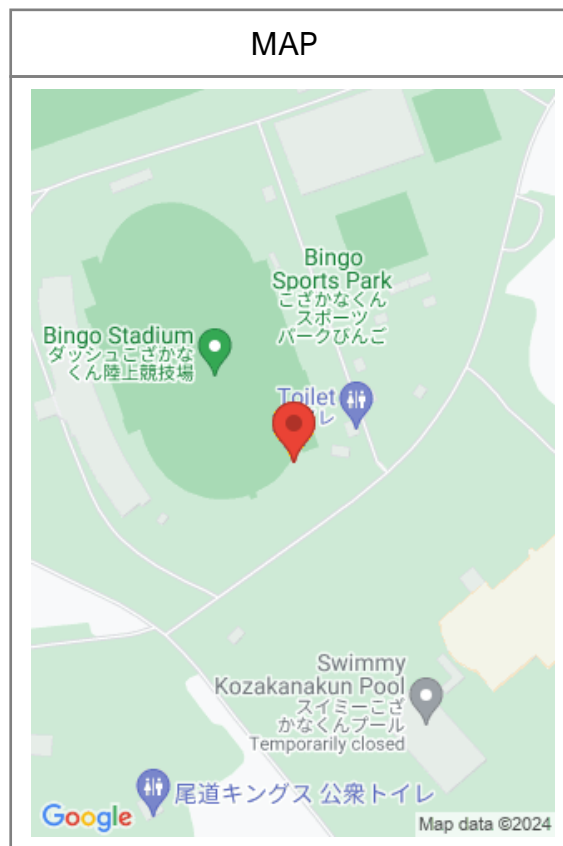 MAP
Bingo
Sports Park
こざかなくん
スポーツ
パークびんご
Bingo Stadium
ダッシュこざかな
くん陸上競技場
Toilet
レ
Swimmy
Kozakanakun Pool
スイミーこざ
かなくんプール
Temporarily closed
尾道キングス 公衆トイレ
Google
Map data ©2024